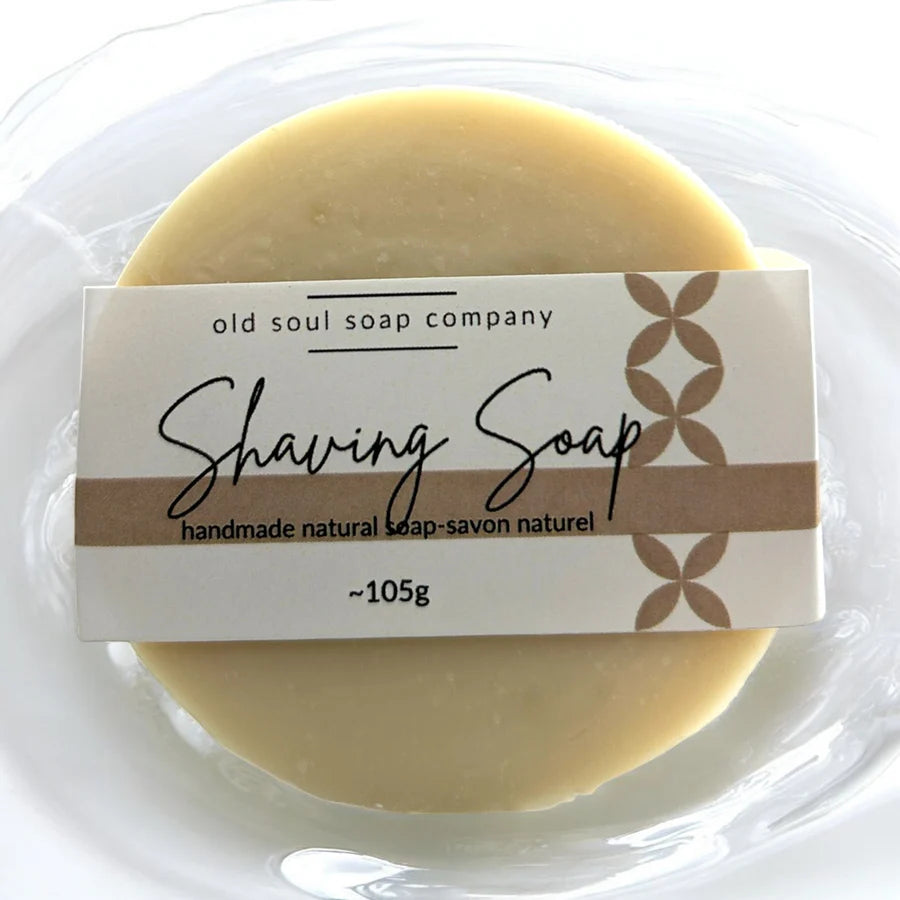 old soul soap company
Shaving Soap
handmade natural soap-savon naturel
~105g